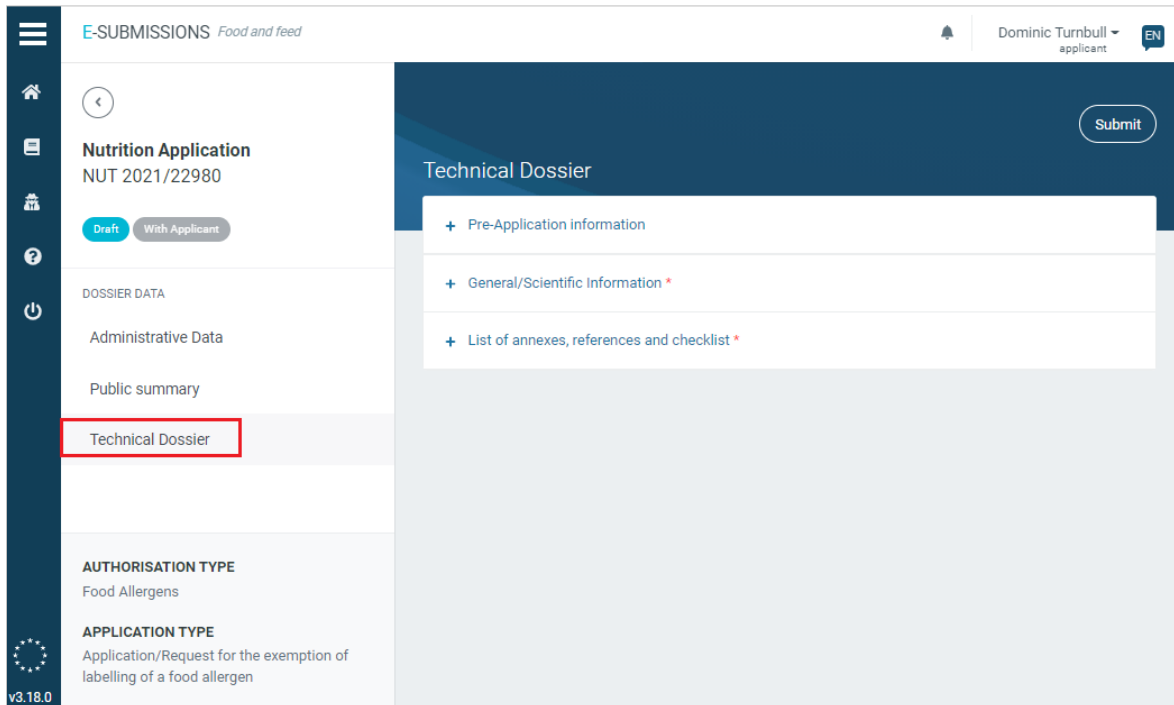 E-SUBMISSIONS Food and feed
Dominic Turnbull
applicant
EN
Nutrition Application
NUT 2021/22980
Draft
With Applicant
DOSSIER DATA
Administrative Data
Public summary
Technical Dossier
AUTHORISATION TYPE
Food Allergens
APPLICATION TYPE
Application/Request for the exemption of
labelling of a food allergen
v3.18.0
Submit
Technical Dossier
+ Pre-Application information
+ General/Scientific Information *
+ List of annexes, references and checklist *